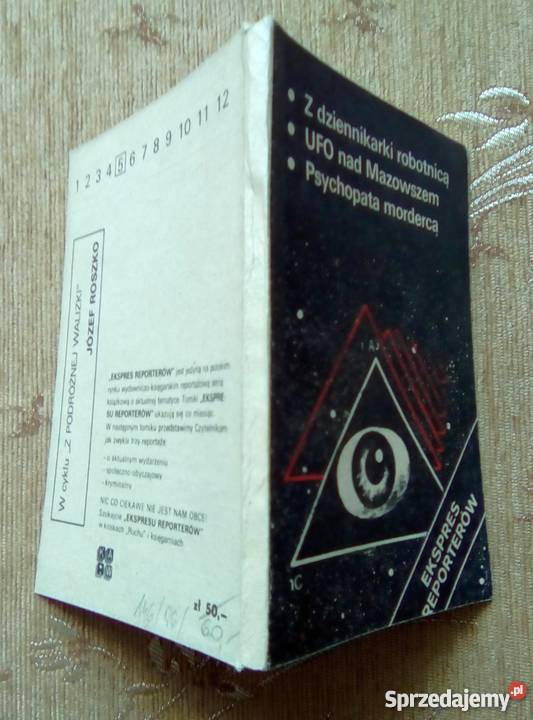 • Z dziennikarki robotnicą
• UFO nad Mazowszem
• Psychopata mordercą
EKSPRES
REPORTERÓW
1 2 3 4 5 6 7 8 9 10 11 12
W cyklu „Z PODRÓŻNEJ WALIZKI"
JÓZEF ROSZKO
„EKSPRES REPORTERÓW" jest jedyną na polskim
rynku wydawniczo-księgarskim reportażową serią
książkową o aktualnej tematyce. Tomiki „EKSPRE-
SU REPORTERÓW" ukazują się co miesiąc.
W następnym tomiku przedstawimy Czytelnikom
jak zwykle trzy reportaże:
- o aktualnym wydarzeniu
- społeczno-obyczajowy
- kryminalny
NIC CO CIEKAWE NIE JEST NAM OBCE!
Szukajcie „EKSPRESU REPORTERÓW"
w kioskach „Ruchu" i księgarniach.
KAW
zł 50,-
60,-
Sprzedajemy.pl